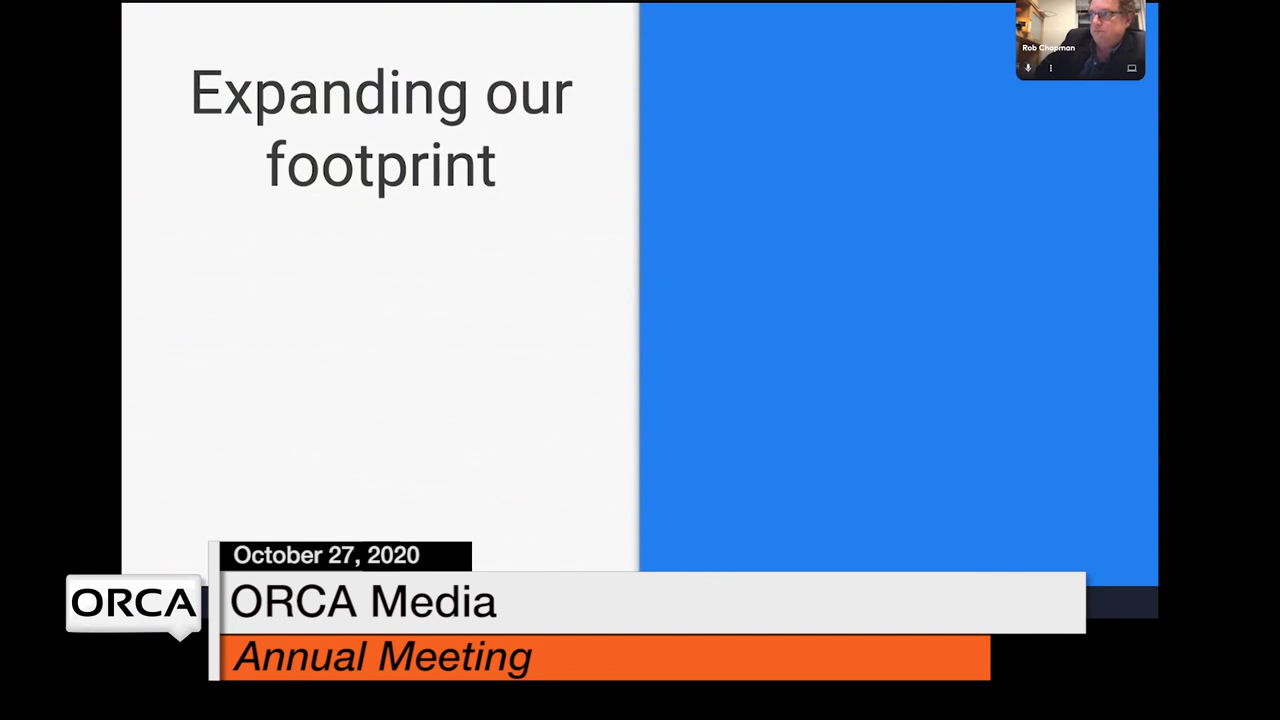 Rob Chapman
Expanding our
footprint
October 27, 2020
ORCA
ORCA Media
Annual Meeting